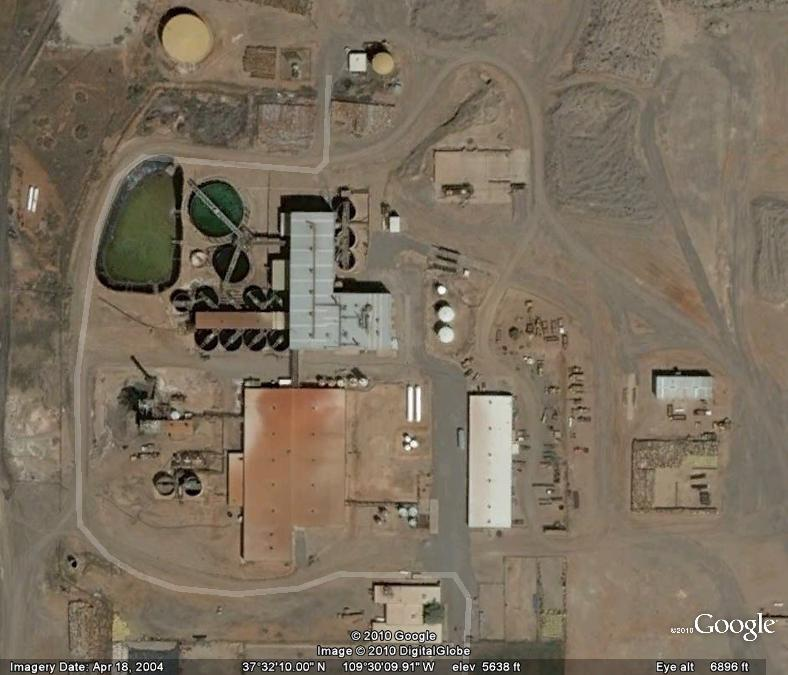 ©2010 Google
© 2010 Google
Image © 2010 DigitalGlobe
Imagery Date: Apr 18, 2004 37°32'10.00" N 109°30'09.91" W elev 5638 ft Eye alt 6896 ft